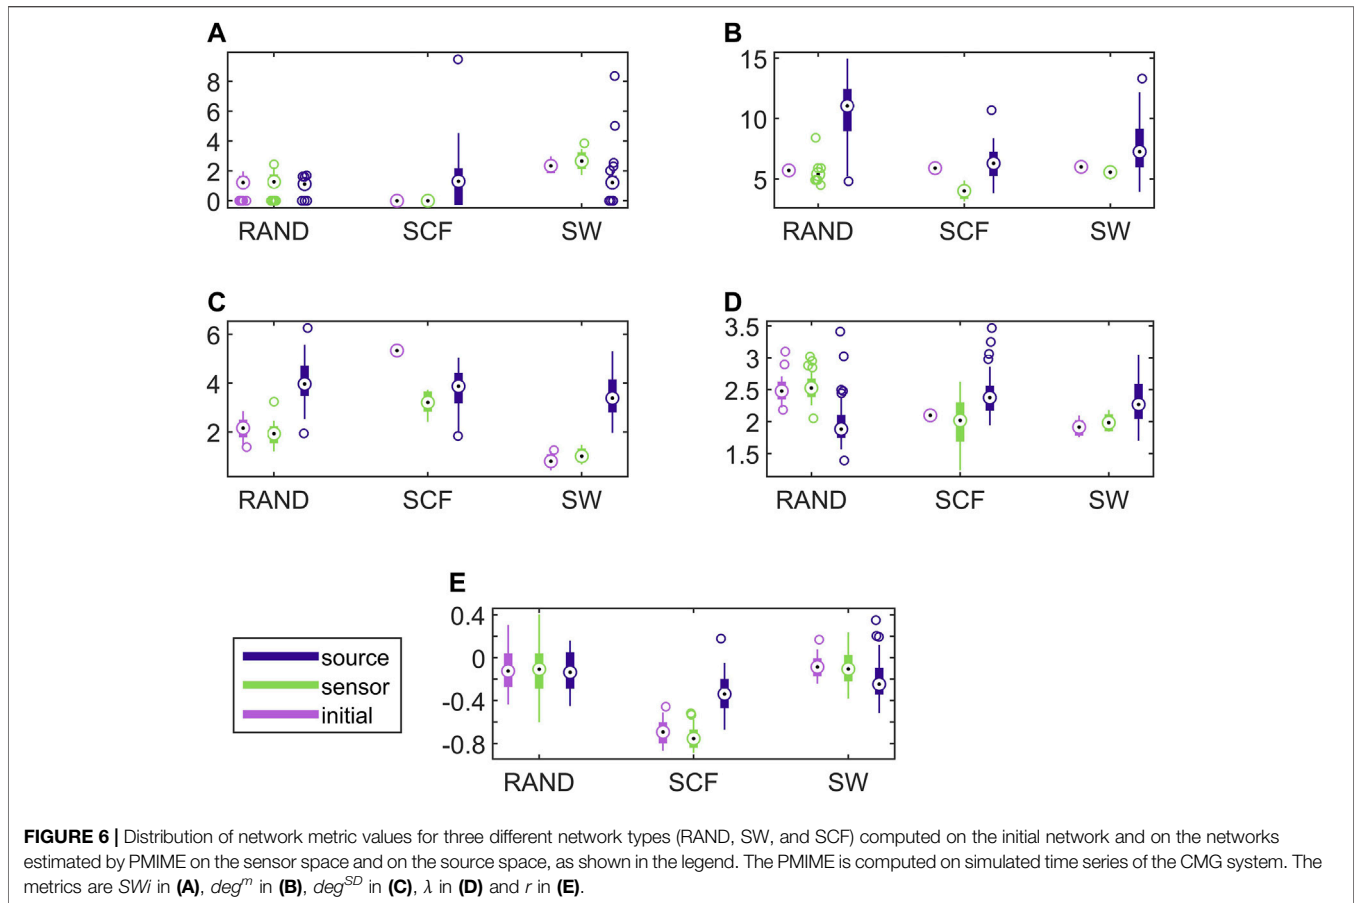 A
8
6
4
2
0
RAND SCF SW
B
15
10
5
RAND SCF SW
C
6
4
2
RAND SCF SW
D
3.5
3
2.5
2
1.5
RAND SCF SW
E
0.4
0
-0.4
-0.8
RAND SCF SW
source
sensor
initial
FIGURE 6 | Distribution of network metric values for three different network types (RAND, SW, and SCF) computed on the initial network and on the networks
estimated by PMIME on the sensor space and on the source space, as shown in the legend. The PMIME is computed on simulated time series of the CMG system. The
metrics are SWi in (A), deg^m in (B), deg^SD in (C), λ in (D) and r in (E).